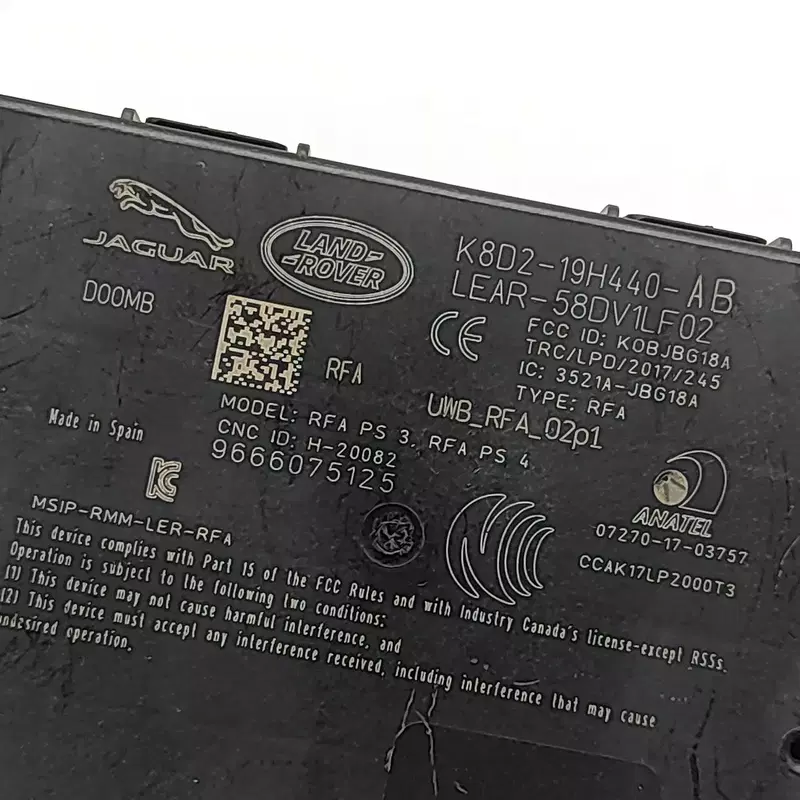 JAGUAR
LAND
ROVER
K8D2-19H440-AB
LEAR-58DV1LF02
D00MB
CE
FCC ID: KOBJBG18A
TRC/LPD/2017/245
IC: 3521A-JBG18A
TYPE: RFA
RFA
UWB_RFA_02p1
MODEL: RFA PS 3, RFA PS 4
CNC ID: H-20082
9666075125
Made in Spain
ANATEL
07270-17-03757
CCAK17LP2000T3
MSIP-RMM-LER-RFA
This device complies with Part 15 of the FCC Rules and with Industry Canada's license-except RSSs.
Operation is subject to the following two conditions:
(1) This device may not cause harmful interference, and
(2) This device must accept any interference received, including interference that may cause
undasired operation.